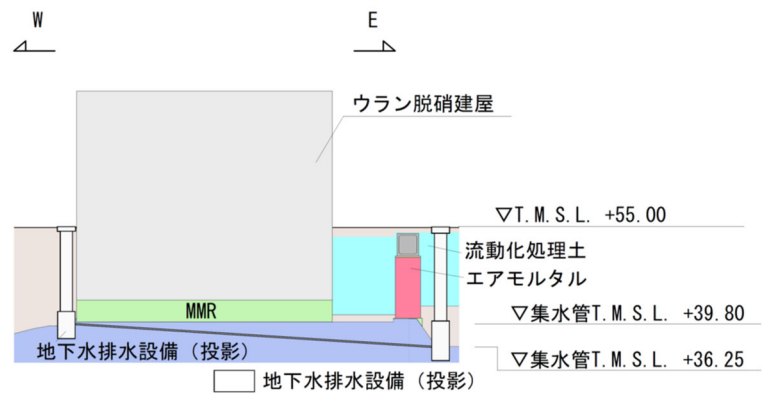 W
E
ウラン脱硝建屋
▽T.M.S.L. +55.00
流動化処理土
エアモルタル
MMR
▽集水管T.M.S.L. +39.80
地下水排水設備（投影）
▽集水管T.M.S.L. +36.25
地下水排水設備（投影）